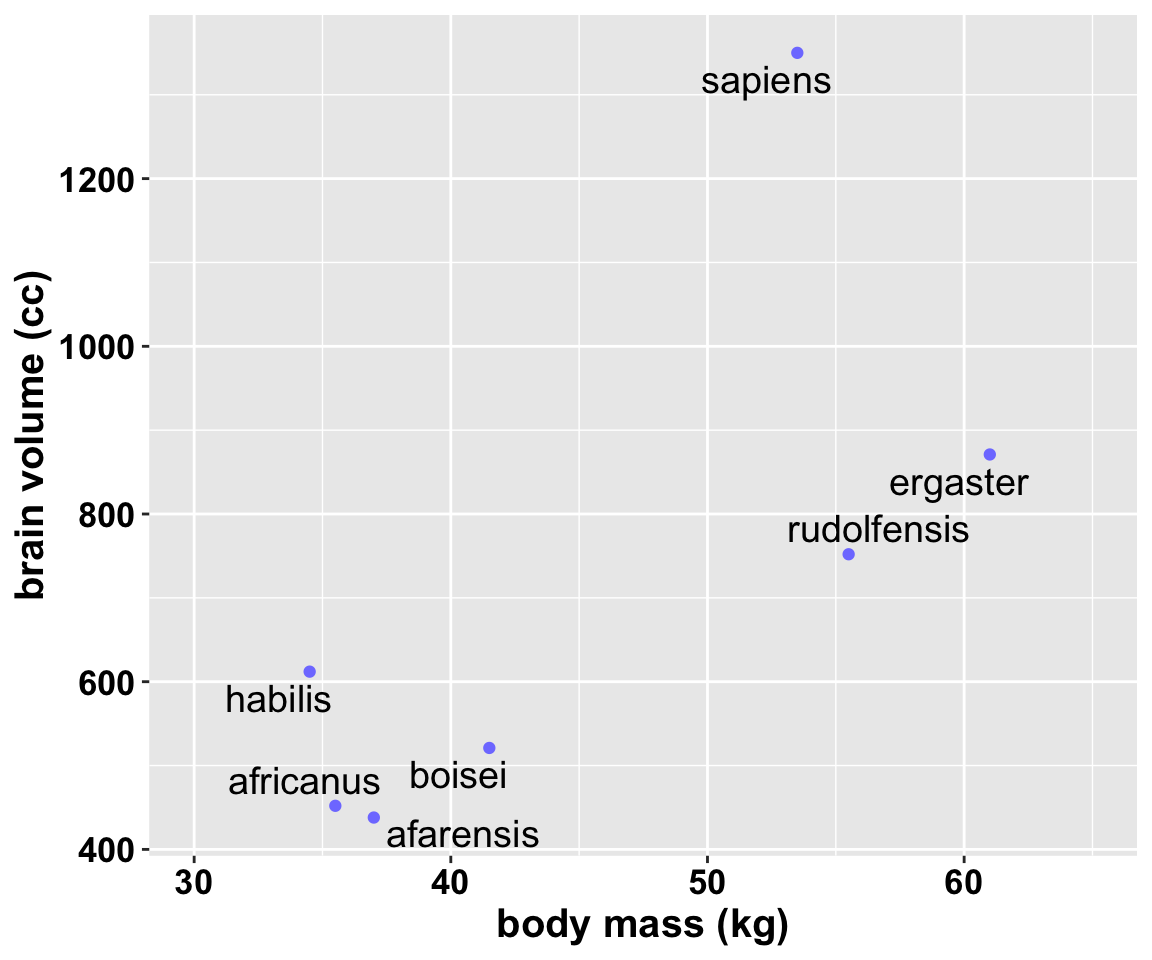 brain volume (cc)
1200
1000
800
600
400
sapiens
ergaster
rudolfensis
habilis
boisei
africanus
afarensis
30 40 50 60
body mass (kg)